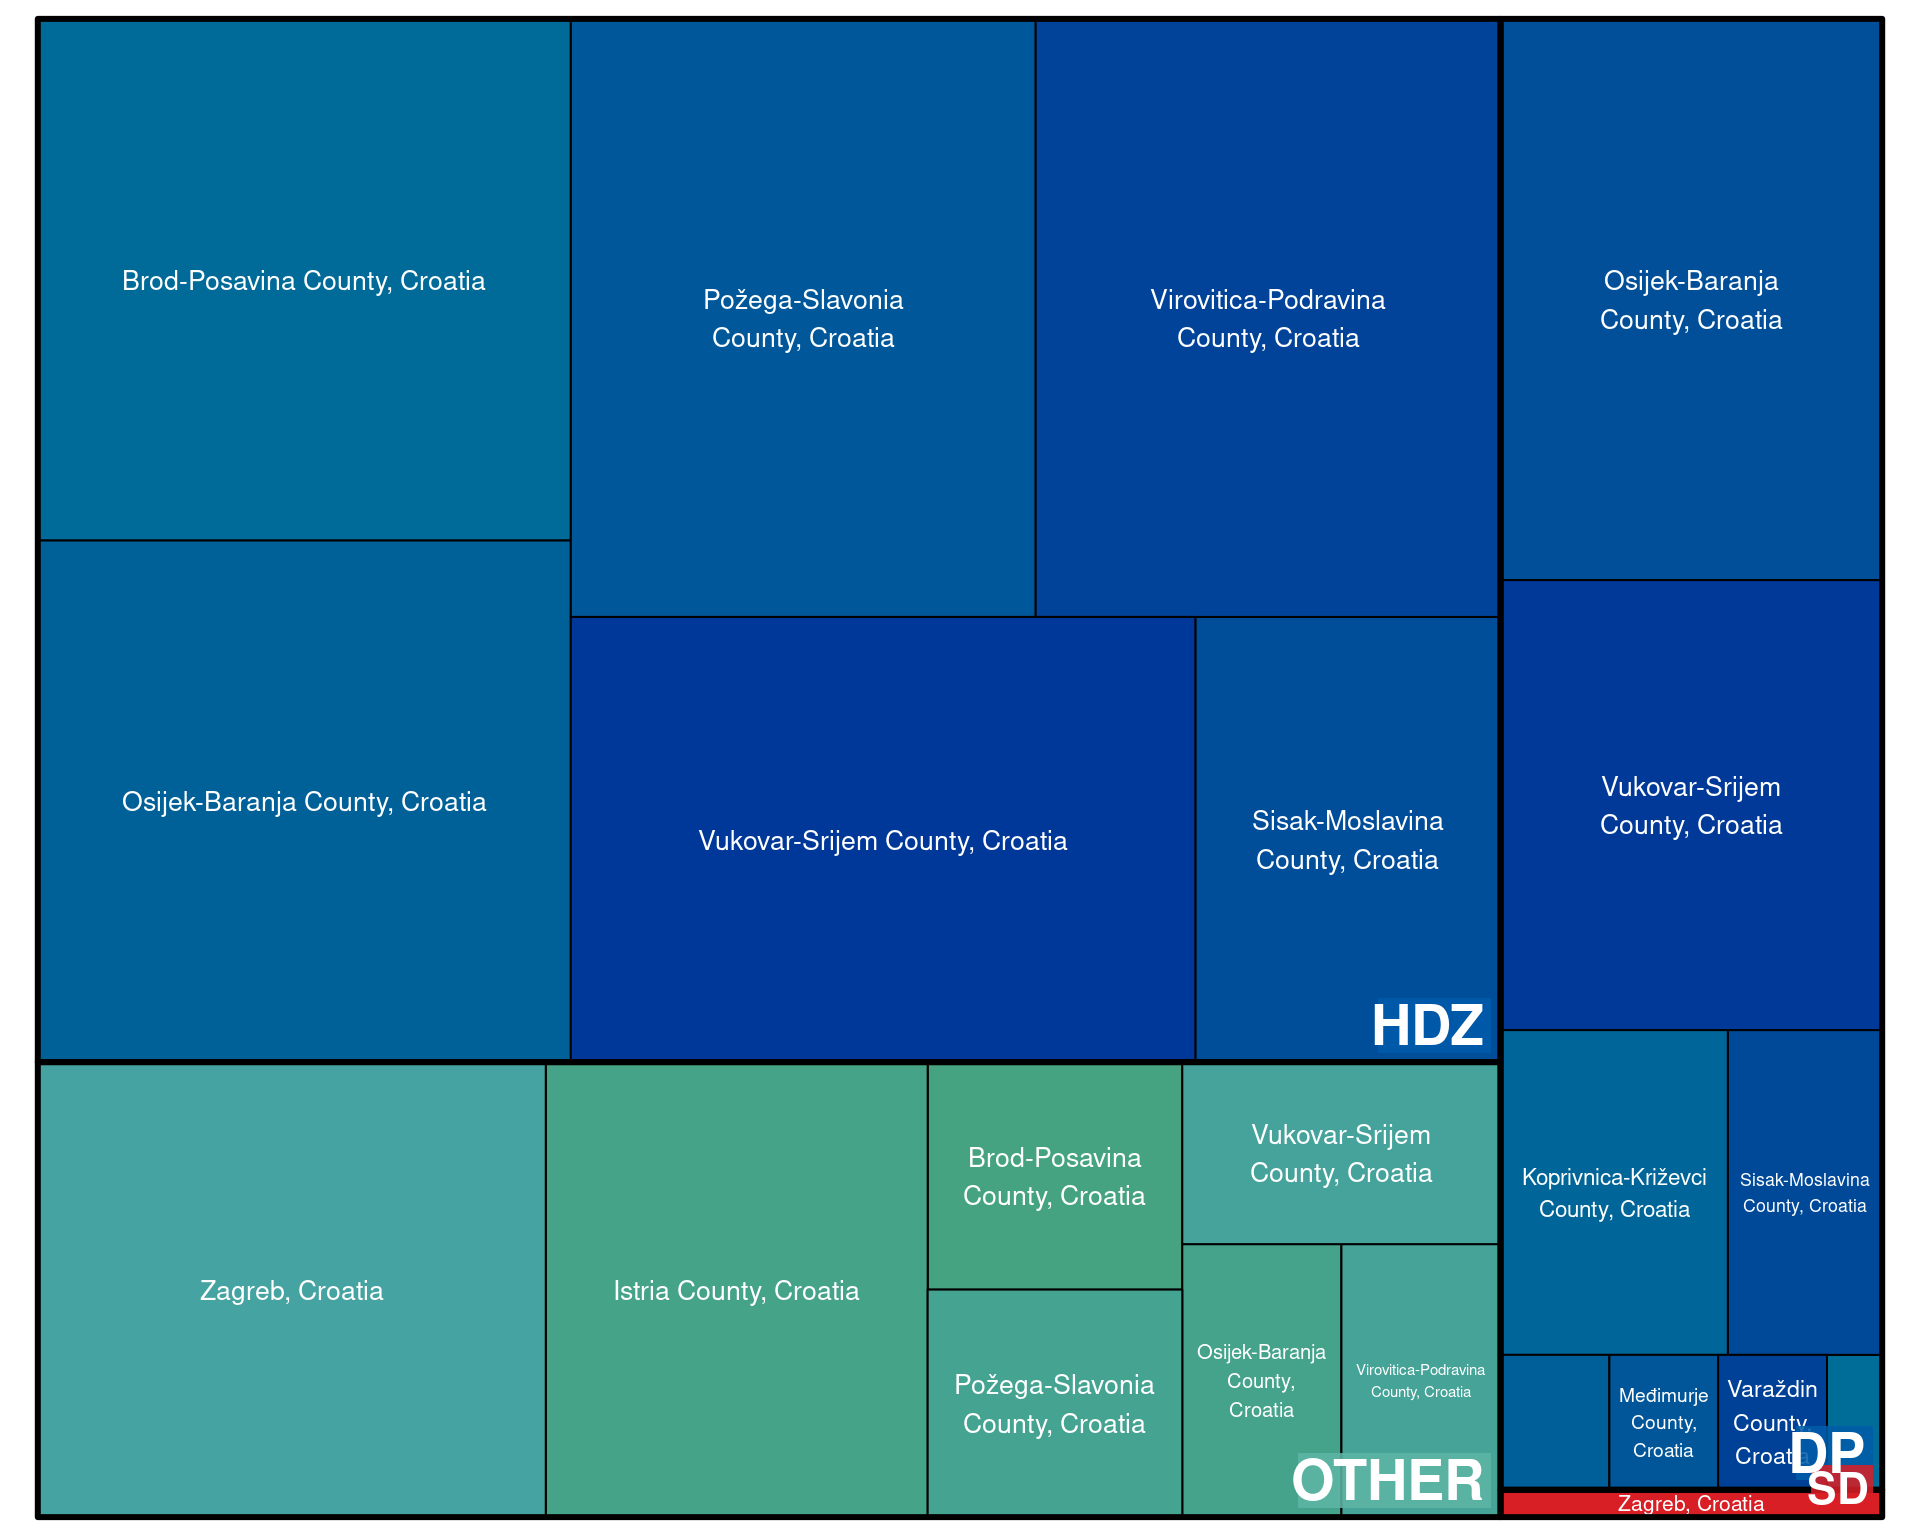 Brod-Posavina County, Croatia
Požega-Slavonia
County, Croatia
Virovitica-Podravina
County, Croatia
Osijek-Baranja County, Croatia
Vukovar-Srijem County, Croatia
Sisak-Moslavina
County, Croatia
HDZ
Osijek-Baranja
County, Croatia
Vukovar-Srijem
County, Croatia
Koprivnica-Križevci
County, Croatia
Sisak-Moslavina
County, Croatia
Međimurje
County,
Croatia
Varaždin
County,
Croatia
DP
Zagreb, Croatia
Istria County, Croatia
Brod-Posavina
County, Croatia
Požega-Slavonia
County, Croatia
Vukovar-Srijem
County, Croatia
Osijek-Baranja
County,
Croatia
Virovitica-Podravina
County, Croatia
OTHER
Zagreb, Croatia
SD